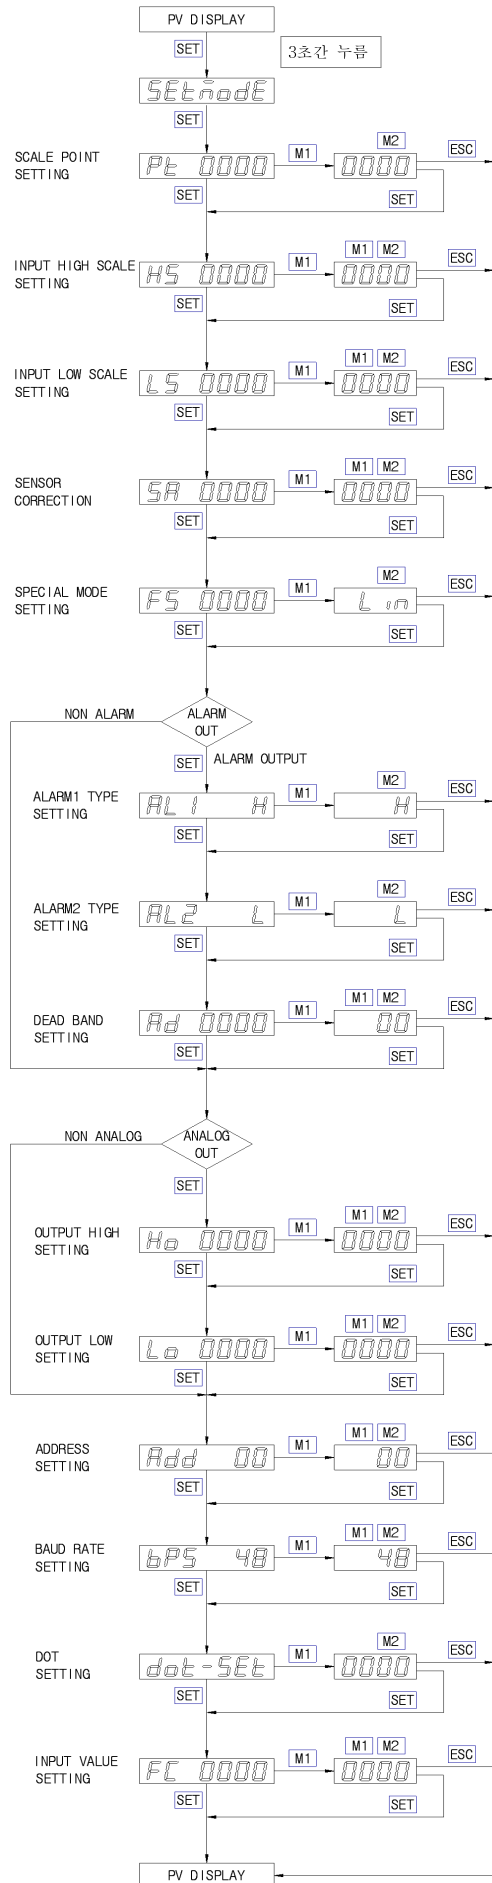 PV DISPLAY
SET
3초간 누름
SEtmodE
SET
SCALE POINT
SETTING
Pt 0000
M1
M2
0000
ESC
SET
SET
INPUT HIGH SCALE
SETTING
HS 0000
M1
M1 M2
0000
ESC
SET
SET
INPUT LOW SCALE
SETTING
LS 0000
M1
M1 M2
0000
ESC
SET
SET
SENSOR
CORRECTION
SA 0000
M1
M1 M2
0000
ESC
SET
SET
SPECIAL MODE
SETTING
FS 0000
M1
M2
Lin
ESC
SET
SET
NON ALARM
ALARM
OUT
SET
ALARM OUTPUT
ALARM1 TYPE
SETTING
AL1 H
M1
M2
H
ESC
SET
SET
ALARM2 TYPE
SETTING
AL2 L
M1
M2
L
ESC
SET
SET
DEAD BAND
SETTING
Ad 0000
M1
M1 M2
00
ESC
SET
SET
NON ANALOG
ANALOG
OUT
SET
OUTPUT HIGH
SETTING
Ho 0000
M1
M1 M2
0000
ESC
SET
SET
OUTPUT LOW
SETTING
Lo 0000
M1
M1 M2
0000
ESC
SET
SET
ADDRESS
SETTING
Add 00
M1
M1 M2
00
ESC
SET
SET
BAUD RATE
SETTING
bPS 48
M1
M1 M2
48
ESC
SET
SET
DOT
SETTING
dot-SEt
M1
M2
0000
ESC
SET
SET
INPUT VALUE
SETTING
FC 0000
M1
M1 M2
0000
ESC
SET
SET
PV DISPLAY